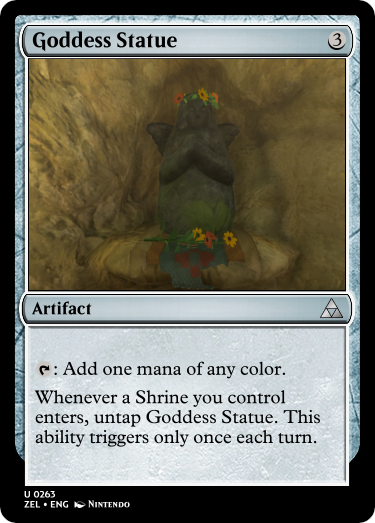 Goddess Statue 3
Artifact
: Add one mana of any color.
Whenever a Shrine you control
enters, untap Goddess Statue. This
ability triggers only once each turn.
U 0263
ZEL • ENG Nintendo